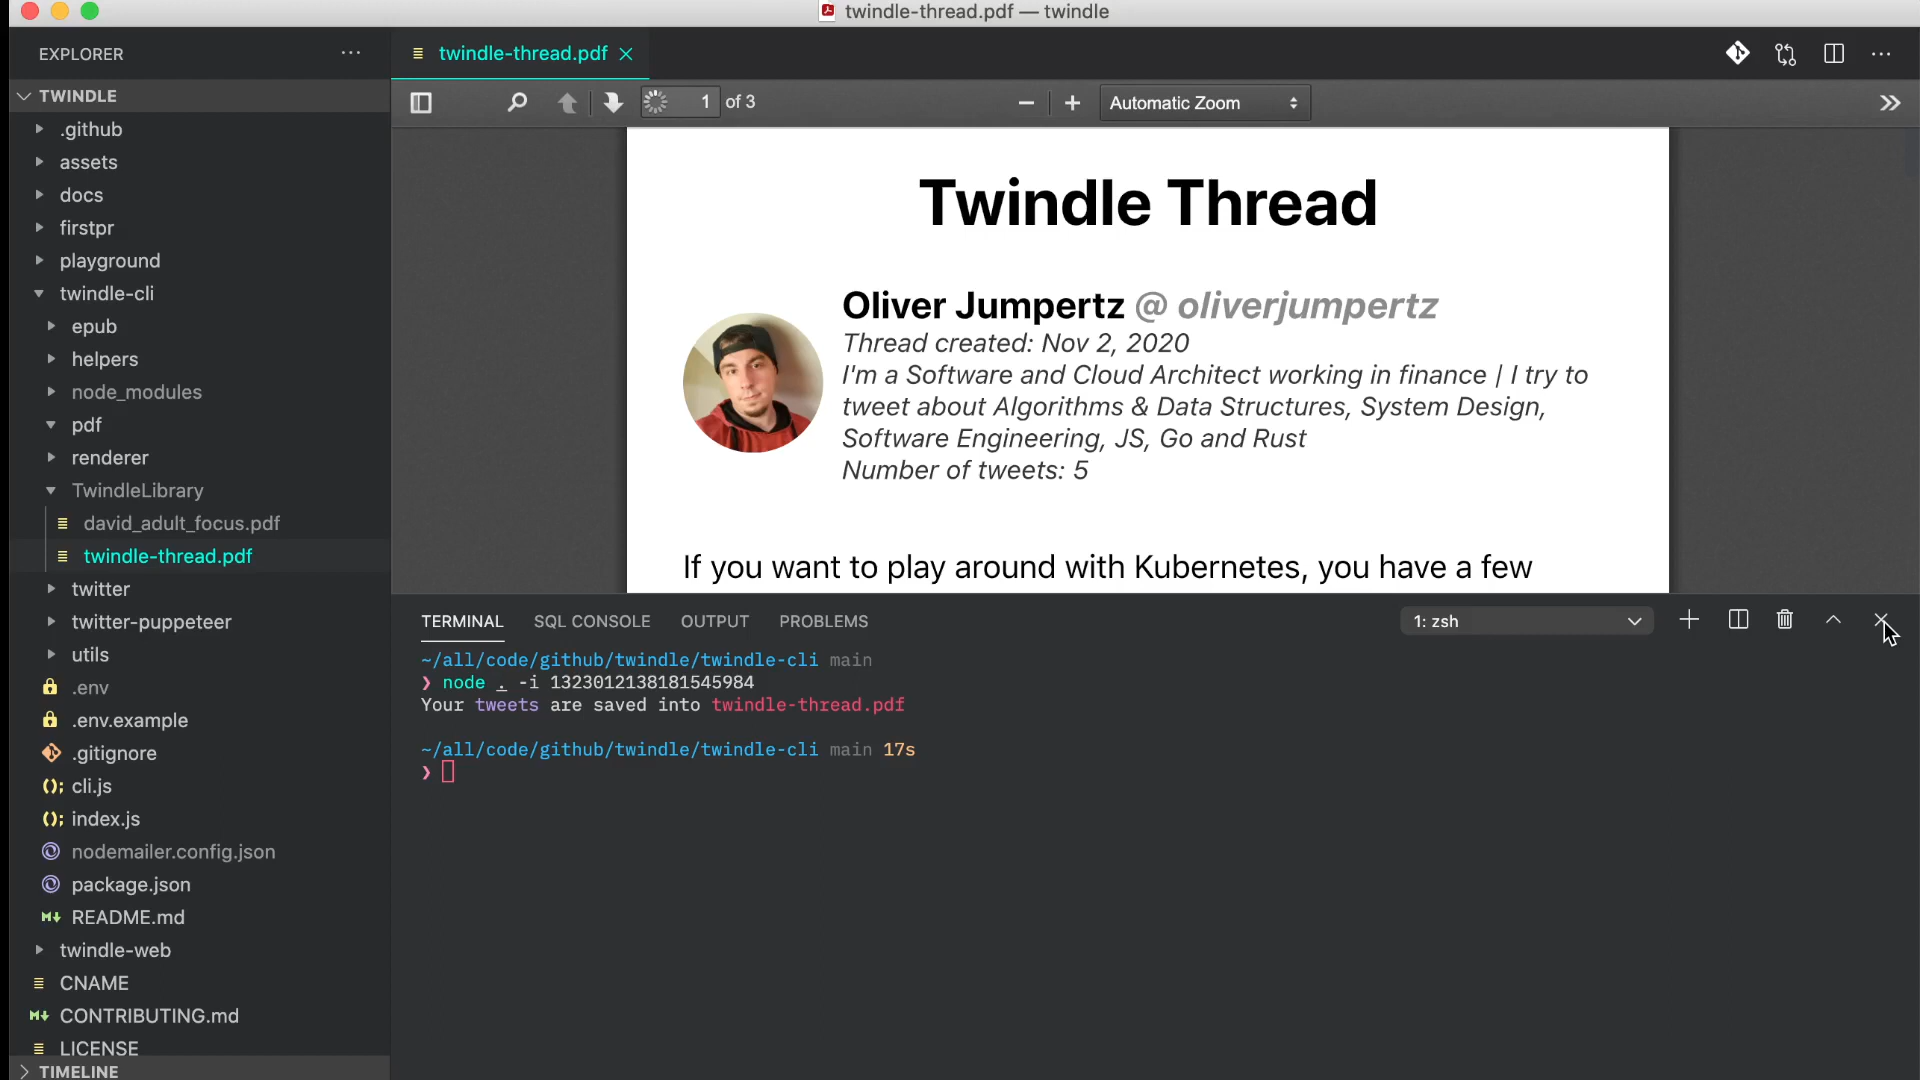 twindle-thread.pdf — twindle
EXPLORER
twindle-thread.pdf
TWINDLE
.github
assets
docs
firstpr
playground
twindle-cli
epub
helpers
node_modules
pdf
renderer
TwindleLibrary
david_adult_focus.pdf
twindle-thread.pdf
twitter
twitter-puppeteer
utils
.env
.env.example
.gitignore
cli.js
index.js
nodemailer.config.json
package.json
README.md
twindle-web
CNAME
CONTRIBUTING.md
LICENSE
TIMELINE
1 of 3
Automatic Zoom
Twindle Thread
Oliver Jumpertz @ oliverjumpertz
Thread created: Nov 2, 2020
I'm a Software and Cloud Architect working in finance | I try to
tweet about Algorithms & Data Structures, System Design,
Software Engineering, JS, Go and Rust
Number of tweets: 5
If you want to play around with Kubernetes, you have a few
TERMINAL SQL CONSOLE OUTPUT PROBLEMS
1: zsh
~/all/code/github/twindle/twindle-cli main
❯ node . -i 1323012138181545984
Your tweets are saved into twindle-thread.pdf
~/all/code/github/twindle/twindle-cli main 17s
❯